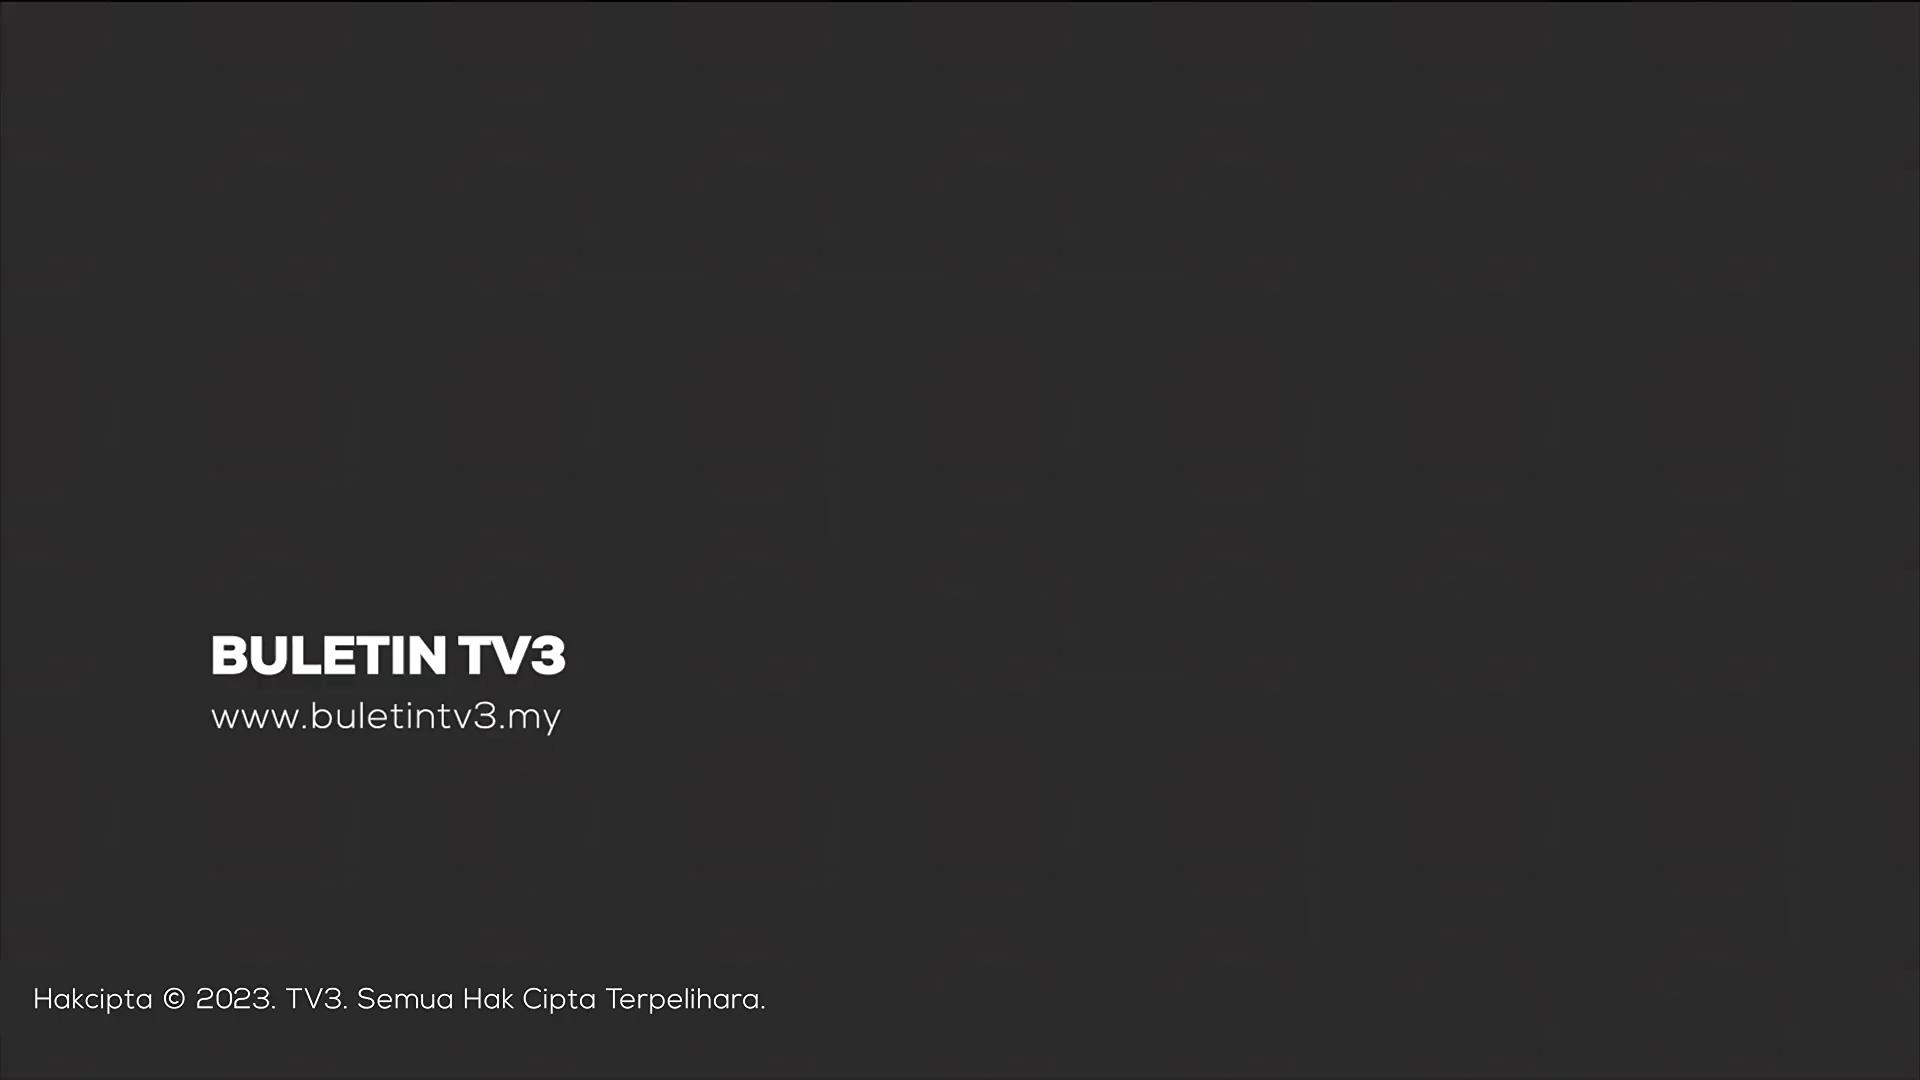 BULETIN TV3
www.buletintv3.my
Hakcipta © 2023. TV3. Semua Hak Cipta Terpelihara.